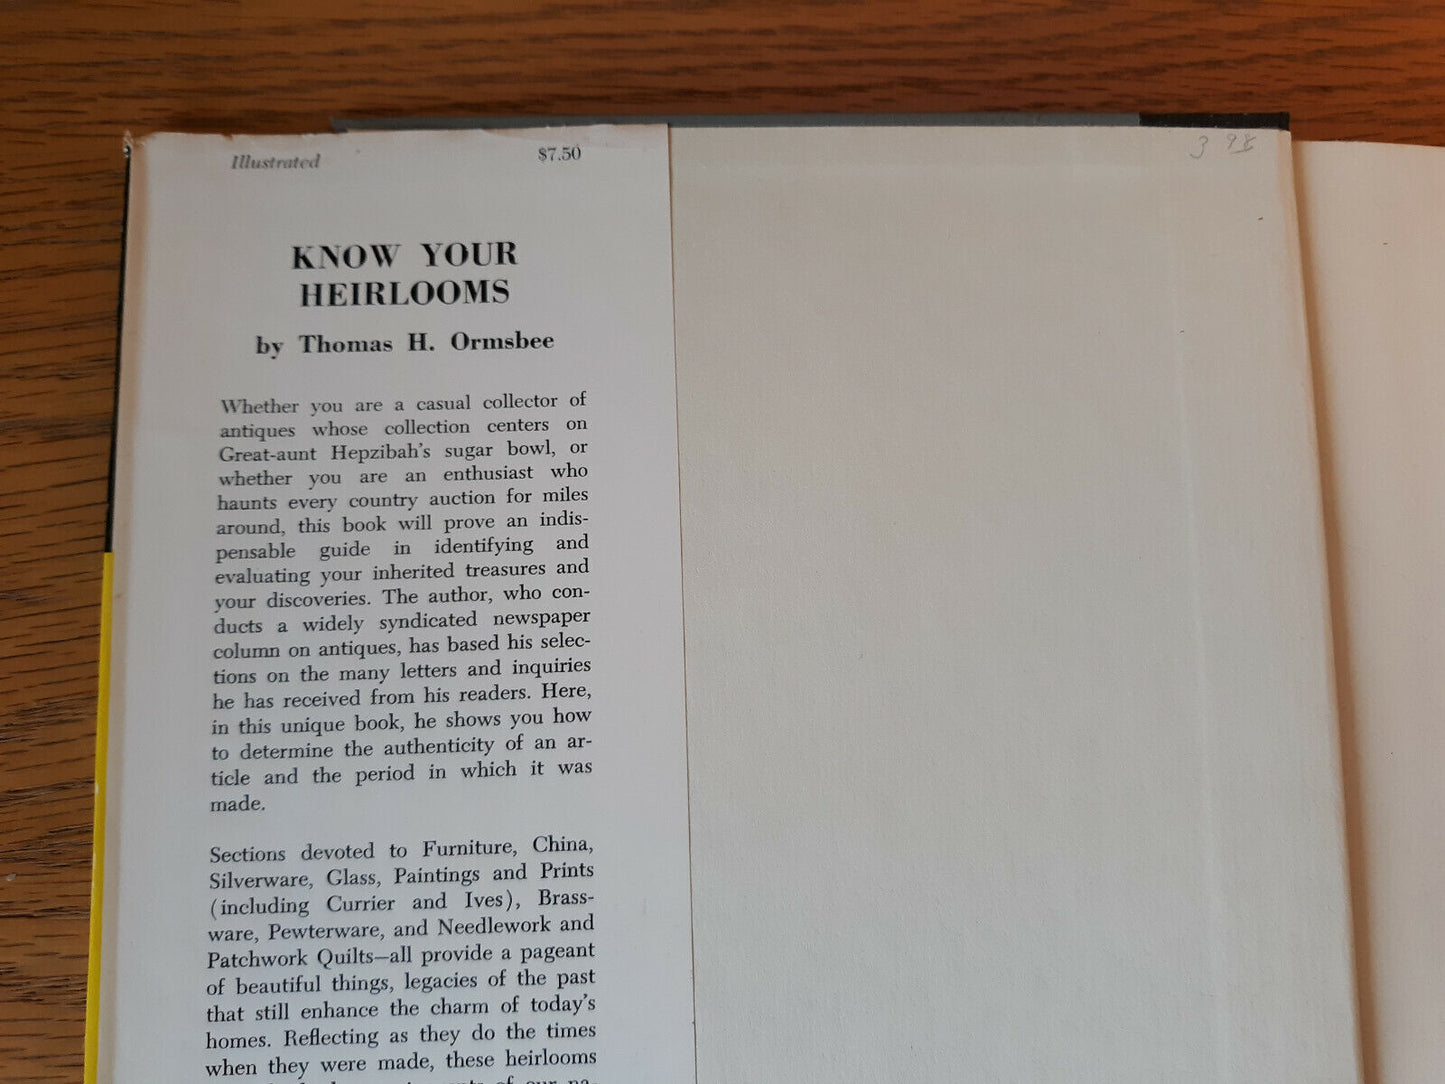 Illustrated
$7.50
3 98
KNOW YOUR
HEIRLOOMS
by Thomas H. Ormsbee
Whether you are a casual collector of
antiques whose collection centers on
Great-aunt Hepzibah's sugar bowl, or
whether you are an enthusiast who
haunts every country auction for miles
around, this book will prove an indis-
pensable guide in identifying and
evaluating your inherited treasures and
your discoveries. The author, who con-
ducts a widely syndicated newspaper
column on antiques, has based his selec-
tions on the many letters and inquiries
he has received from his readers. Here,
in this unique book, he shows you how
to determine the authenticity of an ar-
ticle and the period in which it was
made.
Sections devoted to Furniture, China,
Silverware, Glass, Paintings and Prints
(including Currier and Ives), Brass-
ware, Pewterware, and Needlework and
Patchwork Quilts—all provide a pageant
of beautiful things, legacies of the past
that still enhance the charm of today's
homes. Reflecting as they do the times
when they were made, these heirlooms
of our na-